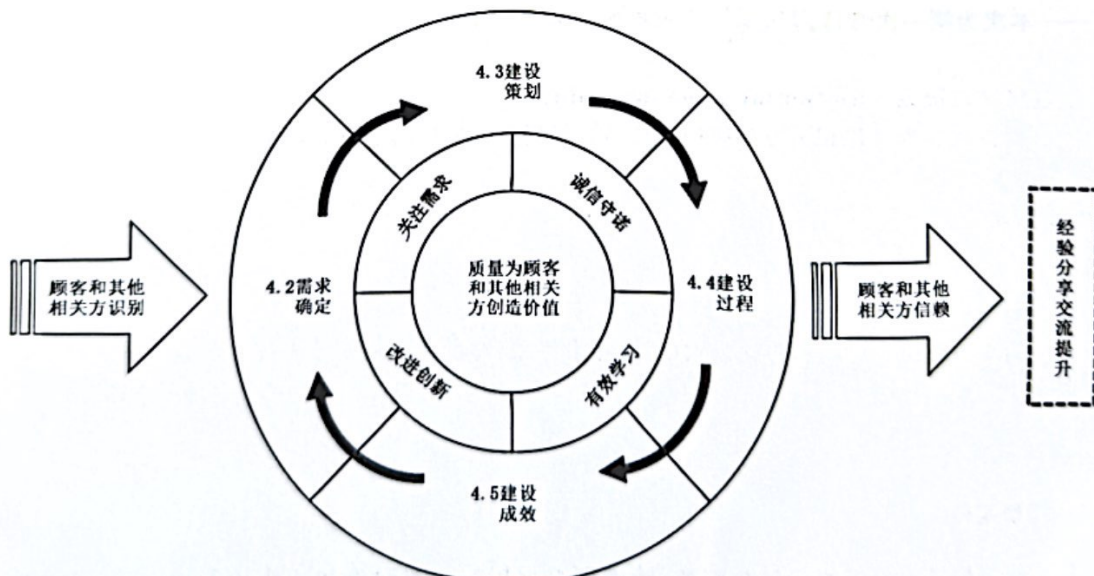 4.3建设
策划
关注需求
诚信守诺
顾客和其他
相关方识别
4.2需求
确定
质量为顾客
和其他相关
方创造价值
4.4建设
过程
顾客和其他
相关方信赖
经验分享交流提升
改进创新
有效学习
4.5建设
成效